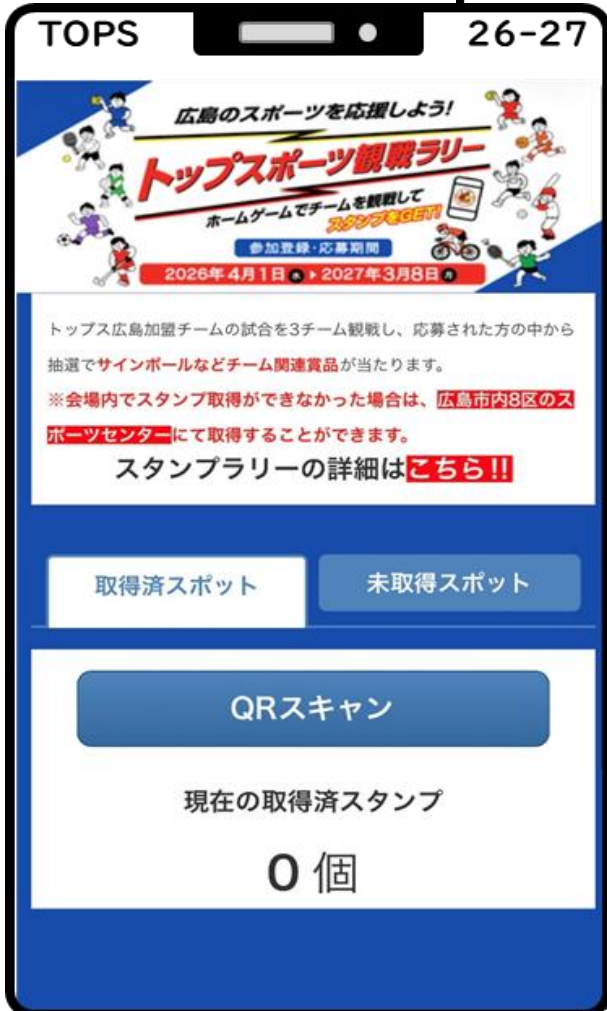 TOPS
26-27
広島のスポーツを応援しよう!
トップスポーツ観戦ラリー
ホームゲームでチームを観戦して
スタンプをGET!
参加登録・応募期間
2026年4月1日水▶2027年3月8日月
トップス広島加盟チームの試合を3チーム観戦し、応募された方の中から
抽選でサインボールなどチーム関連賞品が当たります。
※会場内でスタンプ取得ができなかった場合は、広島市内8区のス
ポーツセンターにて取得することができます。
スタンプラリーの詳細はこちら!!
取得済スポット
未取得スポット
QRスキャン
現在の取得済スタンプ
0個